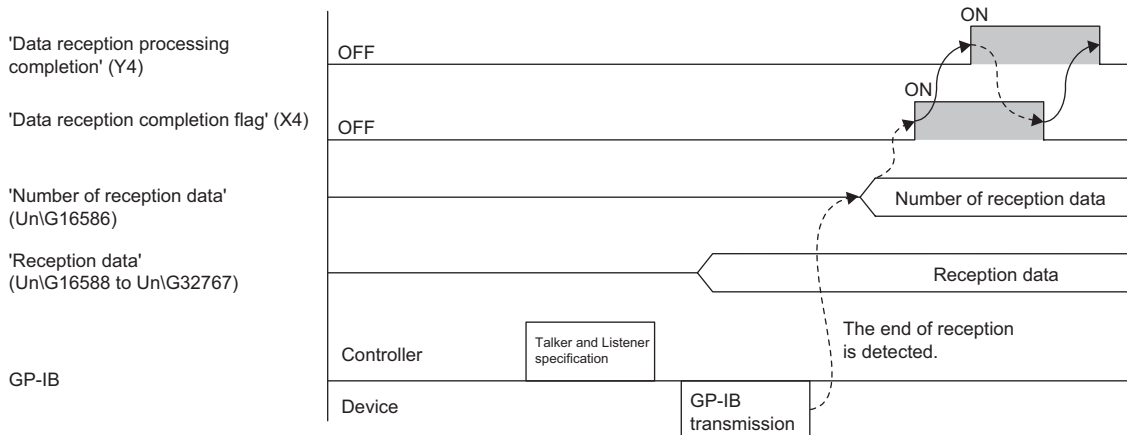 ON
'Data reception processing
completion' (Y4)
OFF
ON
'Data reception completion flag' (X4)
OFF
'Number of reception data'
(Un\G16586)
Number of reception data
'Reception data'
(Un\G16588 to Un\G32767)
Reception data
The end of reception
is detected.
Controller
Talker and Listener
specification
GP-IB
Device
GP-IB
transmission